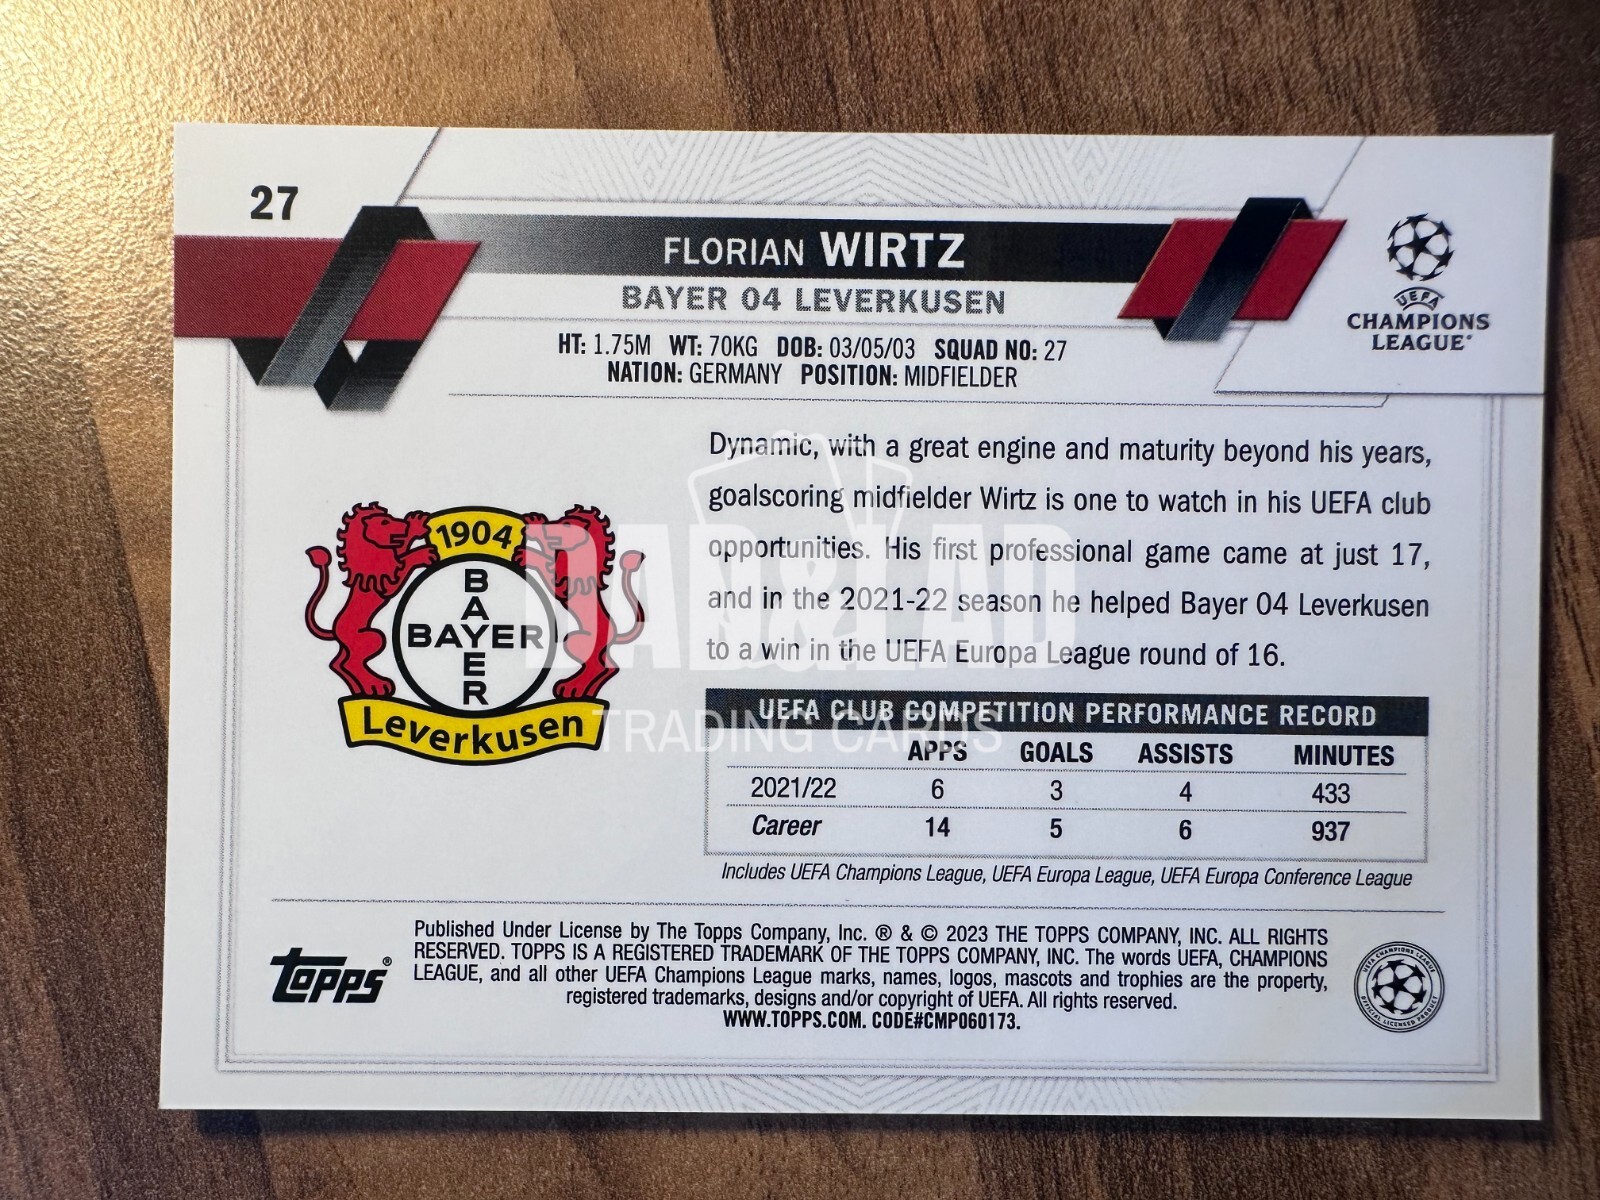 27
FLORIAN WIRTZ
BAYER 04 LEVERKUSEN
HT: 1.75M WT: 70KG DOB: 03/05/03 SQUAD NO: 27
NATION: GERMANY POSITION: MIDFIELDER
UEFA
CHAMPIONS
LEAGUE®
Dynamic, with a great engine and maturity beyond his years,
goalscoring midfielder Wirtz is one to watch in his UEFA club
opportunities. His first professional game came at just 17,
and in the 2021-22 season he helped Bayer 04 Leverkusen
to a win in the UEFA Europa League round of 16.
1904
BAYER
BAYER
Leverkusen
DAD & LAD
TRADING CARDS
UEFA CLUB COMPETITION PERFORMANCE RECORD
APPS GOALS ASSISTS MINUTES
2021/22 6 3 4 433
Career 14 5 6 937
Includes UEFA Champions League, UEFA Europa League, UEFA Europa Conference League
topps®
Published Under License by The Topps Company, Inc. ® & © 2023 THE TOPPS COMPANY, INC. ALL RIGHTS
RESERVED. TOPPS IS A REGISTERED TRADEMARK OF THE TOPPS COMPANY, INC. The words UEFA, CHAMPIONS
LEAGUE, and all other UEFA Champions League marks, names, logos, mascots and trophies are the property,
registered trademarks, designs and/or copyright of UEFA. All rights reserved.
WWW.TOPPS.COM. CODE#CMP060173.
UEFA CHAMPIONS LEAGUE
OFFICIAL LICENSED PRODUCT